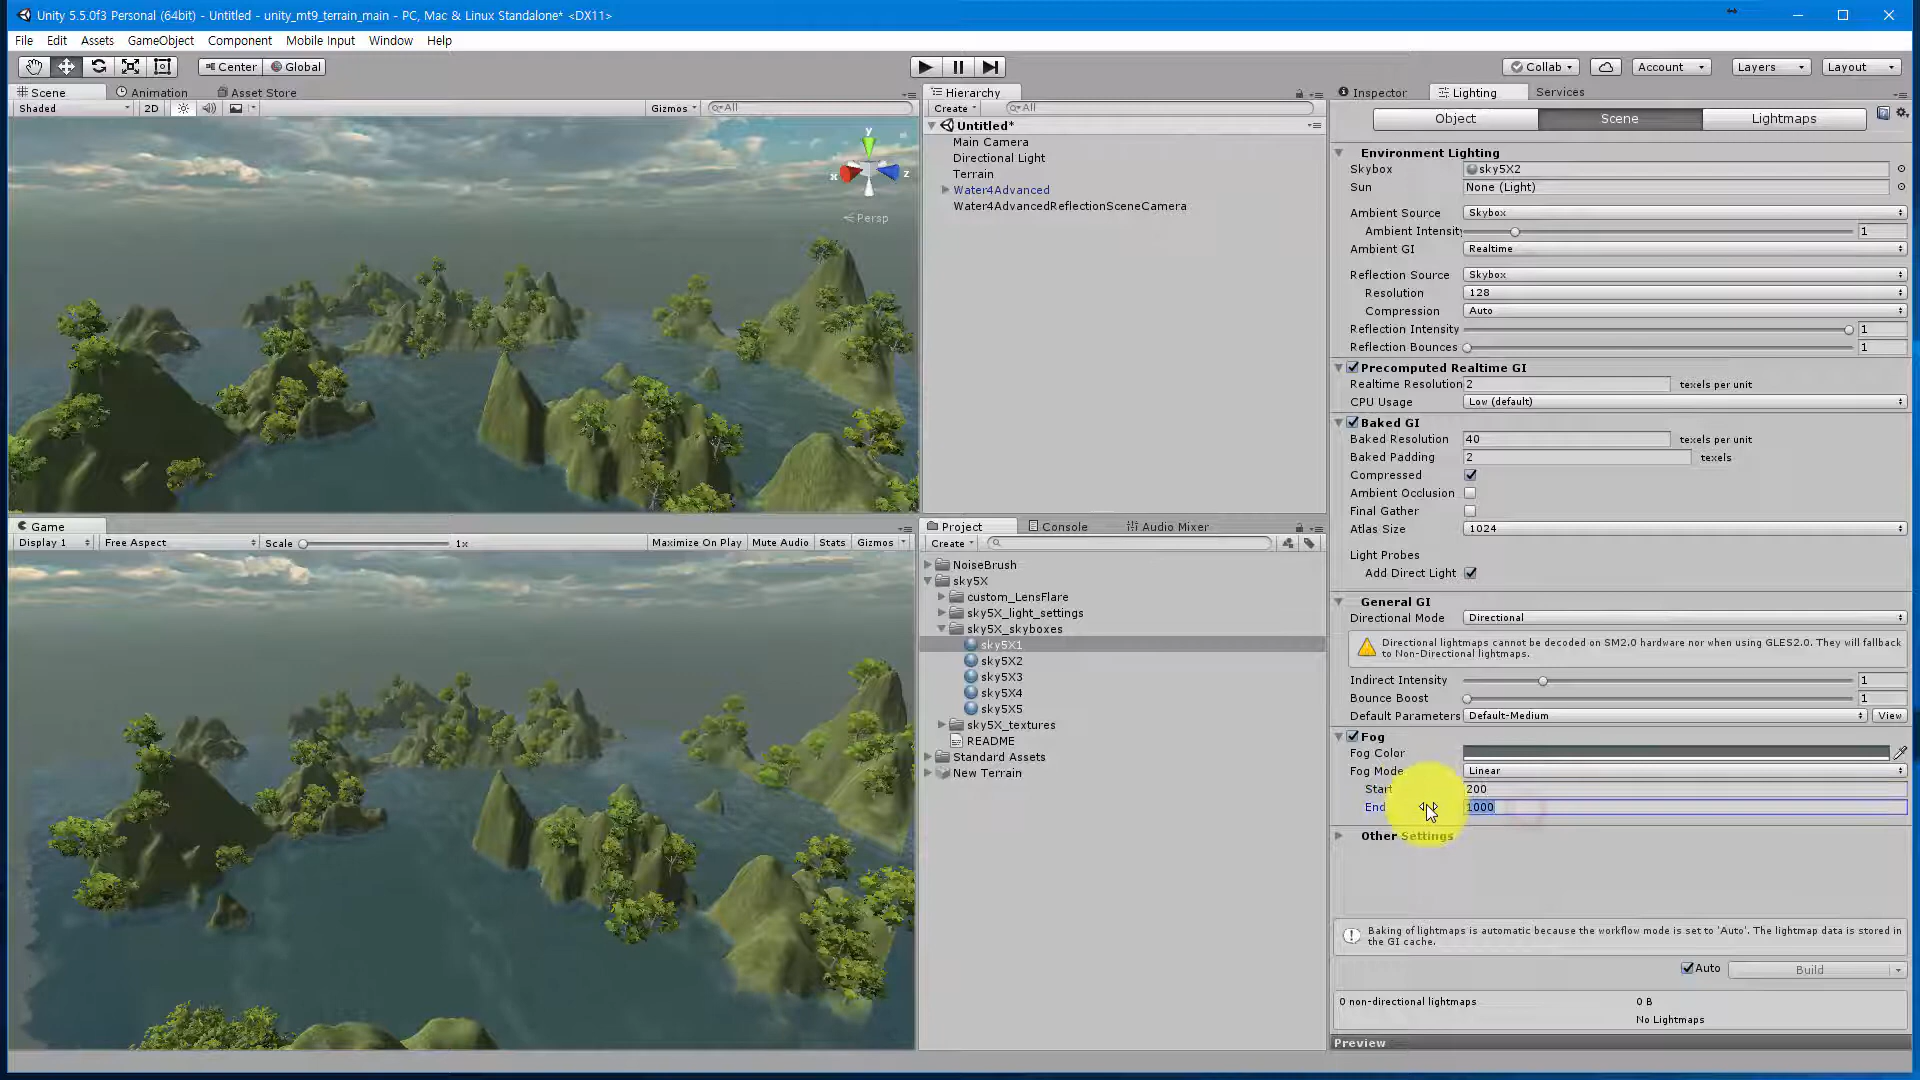 Unity 5.5.0f3 Personal (64bit) - Untitled - unity_mt9_terrain_main - PC, Mac & Linux Standalone* <DX11>
File Edit Assets GameObject Component Mobile Input Window Help
Center Global Collab Account Layers Layout
Scene Animation Asset Store
Shaded 2D Gizmos All
y
x z
Persp
Hierarchy
Create All
Untitled*
Main Camera
Directional Light
Terrain
Water4Advanced
Water4AdvancedReflectionSceneCamera
Game
Display 1 Free Aspect Scale 1x Maximize On Play Mute Audio Stats Gizmos
Project Console Audio Mixer
Create
NoiseBrush
sky5X
custom_LensFlare
sky5X_light_settings
sky5X_skyboxes
sky5X1
sky5X2
sky5X3
sky5X4
sky5X5
sky5X_textures
README
Standard Assets
New Terrain
Inspector Lighting Services
Object Scene Lightmaps
Environment Lighting
Skybox sky5X2
Sun None (Light)
Ambient Source Skybox
Ambient Intensity 1
Ambient GI Realtime
Reflection Source Skybox
Resolution 128
Compression Auto
Reflection Intensity 1
Reflection Bounces 1
Precomputed Realtime GI
Realtime Resolution 2 texels per unit
CPU Usage Low (default)
Baked GI
Baked Resolution 40 texels per unit
Baked Padding 2 texels
Compressed
Ambient Occlusion
Final Gather
Atlas Size 1024
Light Probes
Add Direct Light
General GI
Directional Mode Directional
Directional lightmaps cannot be decoded on SM2.0 hardware nor when using GLES2.0. They will fallback
to Non-Directional lightmaps.
Indirect Intensity 1
Bounce Boost 1
Default Parameters Default-Medium View
Fog
Fog Color
Fog Mode Linear
Start 200
End 1000
Other Settings
Baking of lightmaps is automatic because the workflow mode is set to 'Auto'. The lightmap data is stored in
the GI cache.
Auto Build
0 non-directional lightmaps 0 B
No Lightmaps
Preview